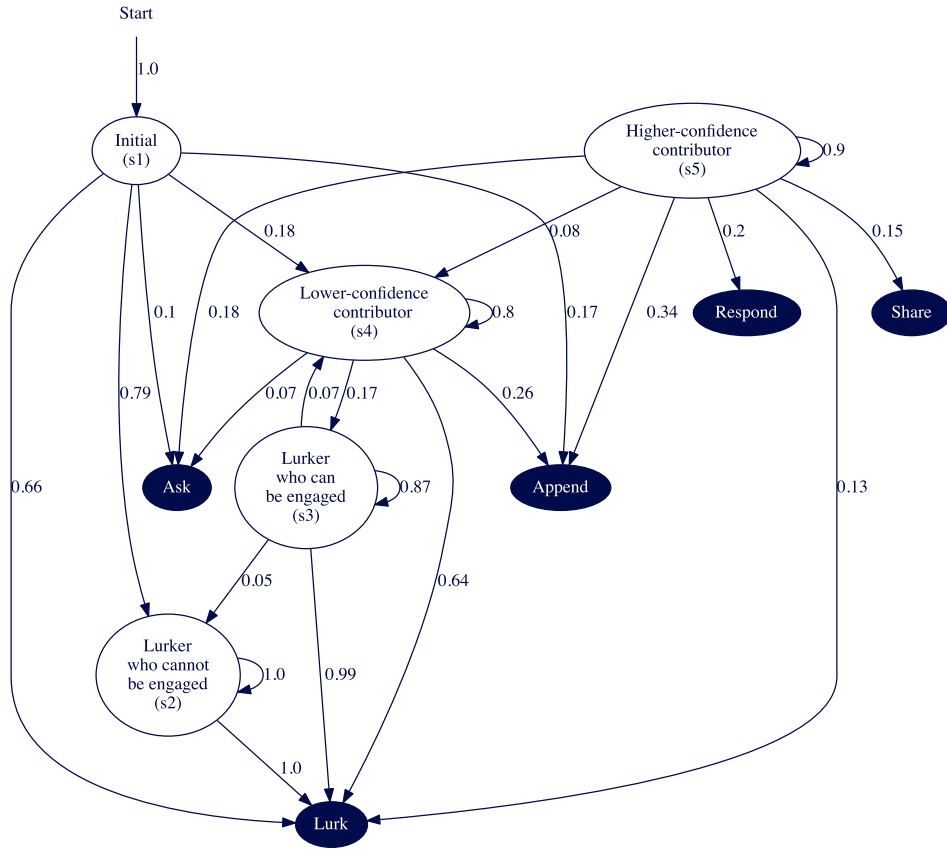 Start
1.0
Initial
(s1)
Higher-confidence
contributor
(s5)
0.9
0.18
0.08
0.2
0.15
Lower-confidence
contributor
(s4)
0.8
0.1
0.18
0.17
0.34
Respond
Share
0.79
0.07
0.07
0.17
0.26
Lurker
who can
be engaged
(s3)
0.87
Ask
Append
0.66
0.13
0.05
0.64
Lurker
who cannot
be engaged
(s2)
1.0
0.99
1.0
Lurk